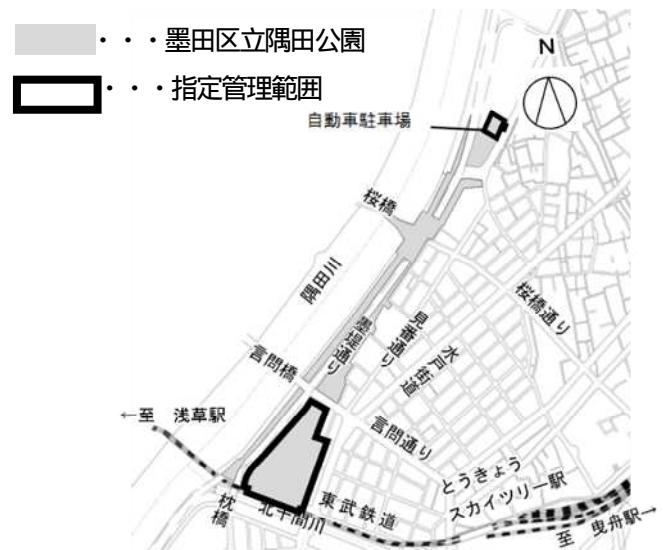 ・・・墨田区立隅田公園
・・・指定管理範囲
N
自動車駐車場
桜橋
隅田川
桜橋通り
見番通り
水戸街道
墨堤通り
言問橋
言問通り
←至 浅草駅
とうきょう
スカイツリー駅
枕橋
北十間川
東武鉄道
至 曳舟駅→